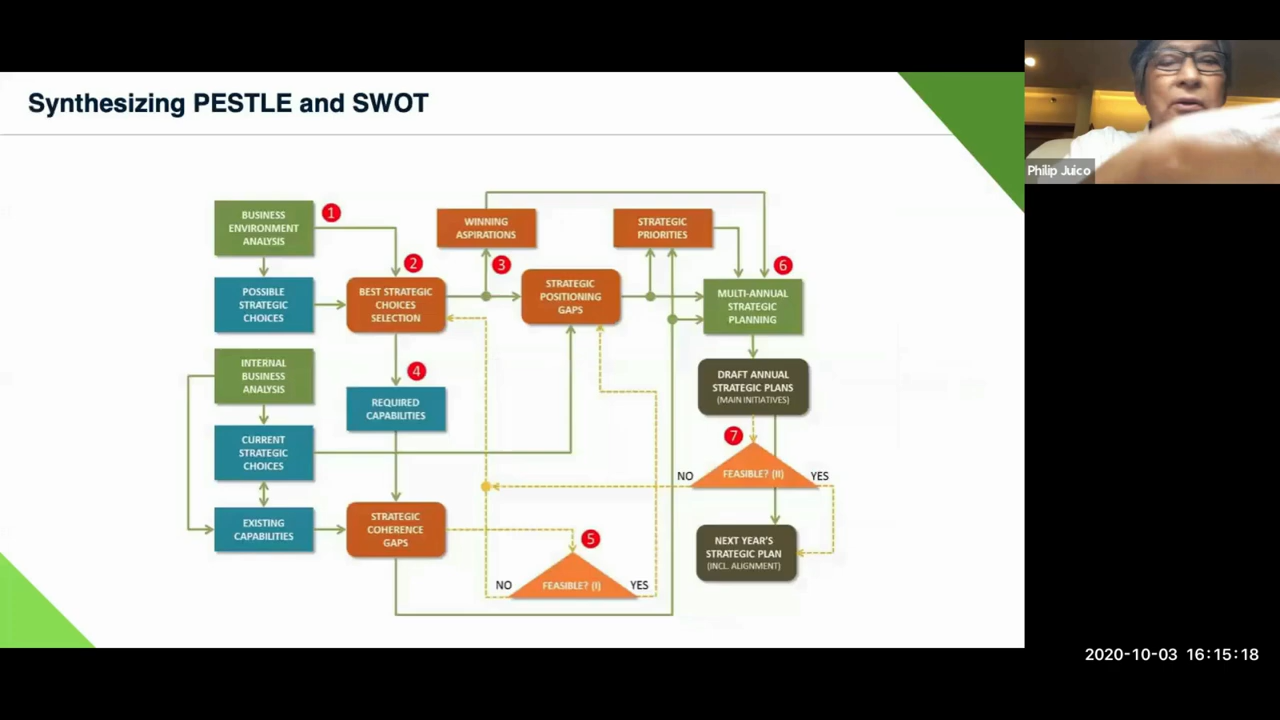 Synthesizing PESTLE and SWOT
Philip Juico
BUSINESS
ENVIRONMENT
ANALYSIS
1
WINNING
ASPIRATIONS
STRATEGIC
PRIORITIES
POSSIBLE
STRATEGIC
CHOICES
2
BEST STRATEGIC
CHOICES
SELECTION
3
STRATEGIC
POSITIONING
GAPS
6
MULTI-ANNUAL
STRATEGIC
PLANNING
INTERNAL
BUSINESS
ANALYSIS
4
REQUIRED
CAPABILITIES
DRAFT ANNUAL
STRATEGIC PLANS
(MAIN INITIATIVES)
CURRENT
STRATEGIC
CHOICES
7
NO
FEASIBLE? (II)
YES
EXISTING
CAPABILITIES
STRATEGIC
COHERENCE
GAPS
5
NO
FEASIBLE? (I)
YES
NEXT YEAR'S
STRATEGIC PLAN
(INCL. ALIGNMENT)
2020-10-03 16:15:18